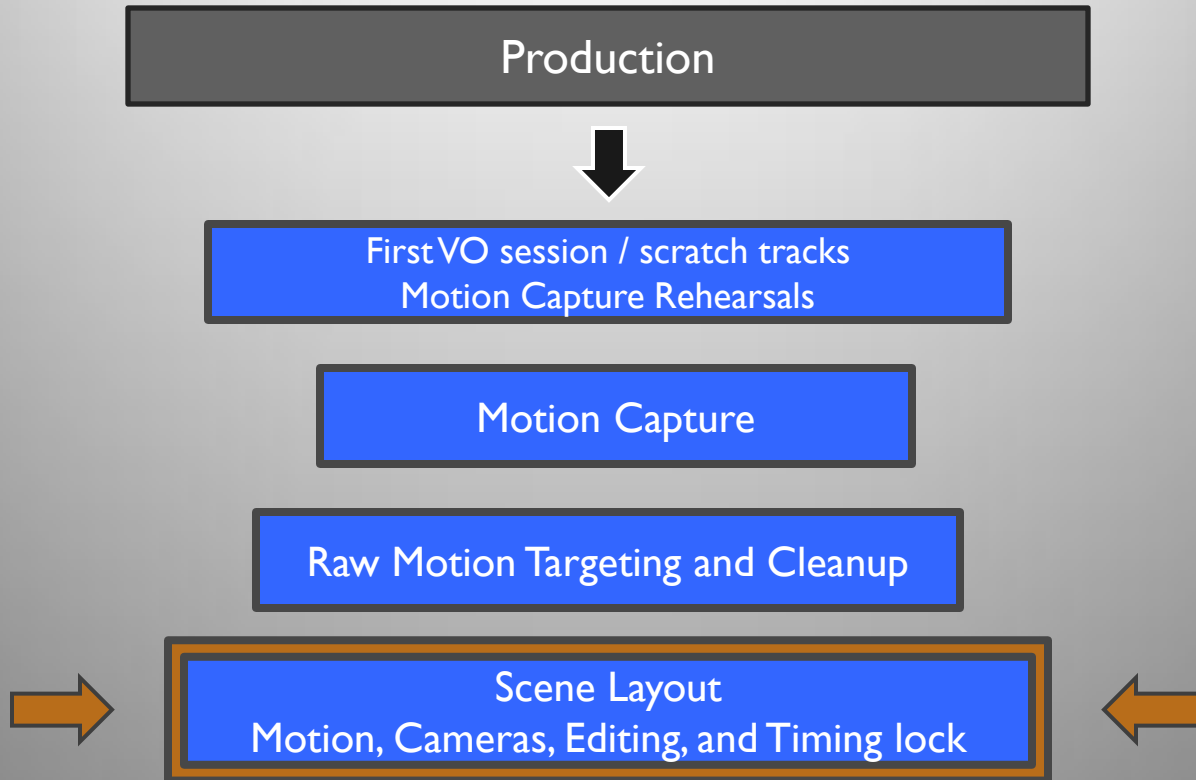 Production
First VO session / scratch tracks
Motion Capture Rehearsals
Motion Capture
Raw Motion Targeting and Cleanup
Scene Layout
Motion, Cameras, Editing, and Timing lock